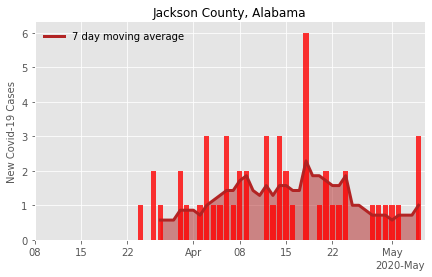 Jackson County, Alabama
7 day moving average
New Covid-19 Cases
6
5
4
3
2
1
0
08 15 22 Apr 08 15 22 May
2020-May